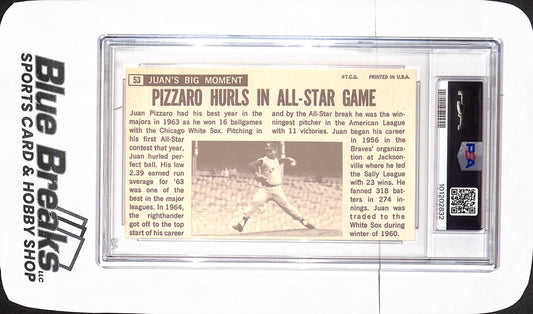 Blue Breaks LLC
SPORTS CARD & HOBBY SHOP
53 JUAN'S BIG MOMENT
©T.C.G. PRINTED IN U.S.A.
PIZZARO HURLS IN ALL-STAR GAME
Juan Pizzaro had his best year in the
majors in 1963 as he won 16 ballgames
with the Chicago White Sox. Pitching in
his first All-Star
contest that year,
Juan hurled per-
fect ball. His low
2.39 earned run
average for '63
was one of the
best in the major
leagues. In 1964,
the righthander
got off to the top
start of his career
and by the All-Star break he was the win-
ningest pitcher in the American League
with 11 victories. Juan began his career
in 1956 in the
Braves' organiza-
tion at Jackson-
ville where he led
the Sally League
with 23 wins. He
fanned 318 bat-
ters in 274 in-
nings. Juan was
traded to the
White Sox during
winter of 1960.
PSA
101202832